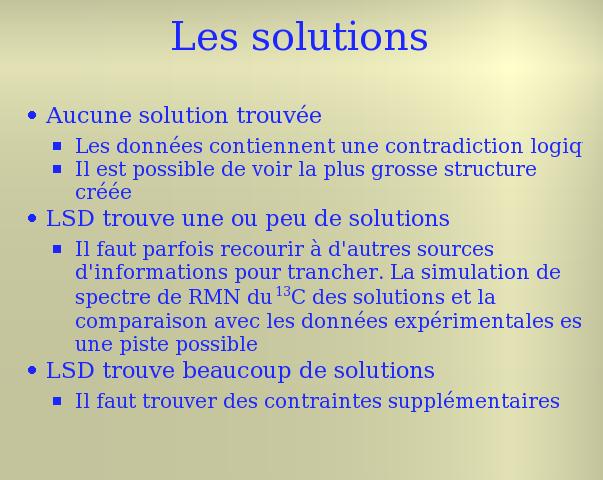 Les solutions
• Aucune solution trouvée
▪ Les données contiennent une contradiction logiq
▪ Il est possible de voir la plus grosse structure
créée
• LSD trouve une ou peu de solutions
▪ Il faut parfois recourir à d'autres sources
d'informations pour trancher. La simulation de
spectre de RMN du ¹³C des solutions et la
comparaison avec les données expérimentales es
une piste possible
• LSD trouve beaucoup de solutions
▪ Il faut trouver des contraintes supplémentaires